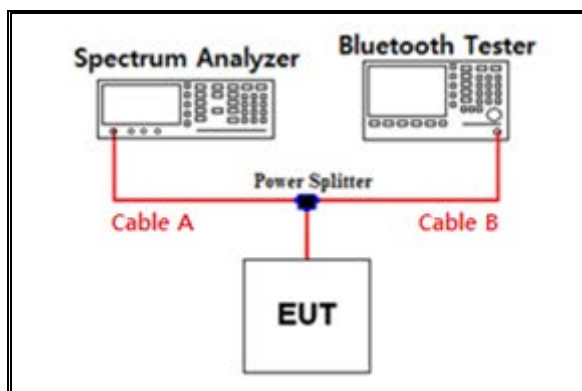 Spectrum Analyzer
Bluetooth Tester
Power Splitter
Cable A
Cable B
EUT